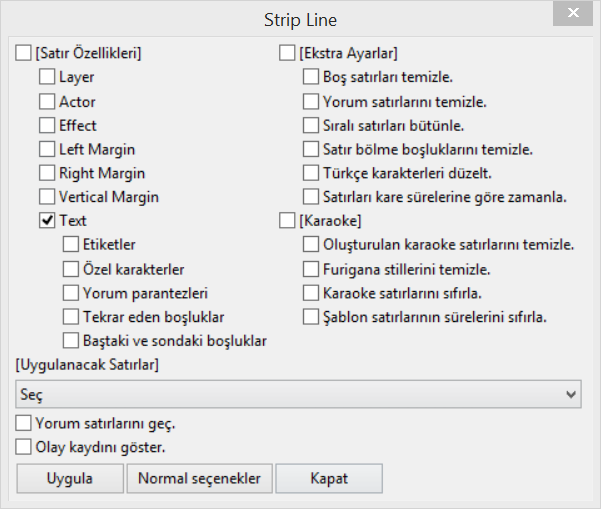 Strip Line
[Satır Özellikleri]
Layer
Actor
Effect
Left Margin
Right Margin
Vertical Margin
Text
Etiketler
Özel karakterler
Yorum parantezleri
Tekrar eden boşluklar
Baştaki ve sondaki boşluklar
[Ekstra Ayarlar]
Boş satırları temizle.
Yorum satırlarını temizle.
Sıralı satırları bütünle.
Satır bölme boşluklarını temizle.
Türkçe karakterleri düzelt.
Satırları kare sürelerine göre zamanla.
[Karaoke]
Oluşturulan karaoke satırlarını temizle.
Furigana stillerini temizle.
Karaoke satırlarını sıfırla.
Şablon satırlarının sürelerini sıfırla.
[Uygulanacak Satırlar]
Seç
Yorum satırlarını geç.
Olay kaydını göster.
Uygula
Normal seçenekler
Kapat